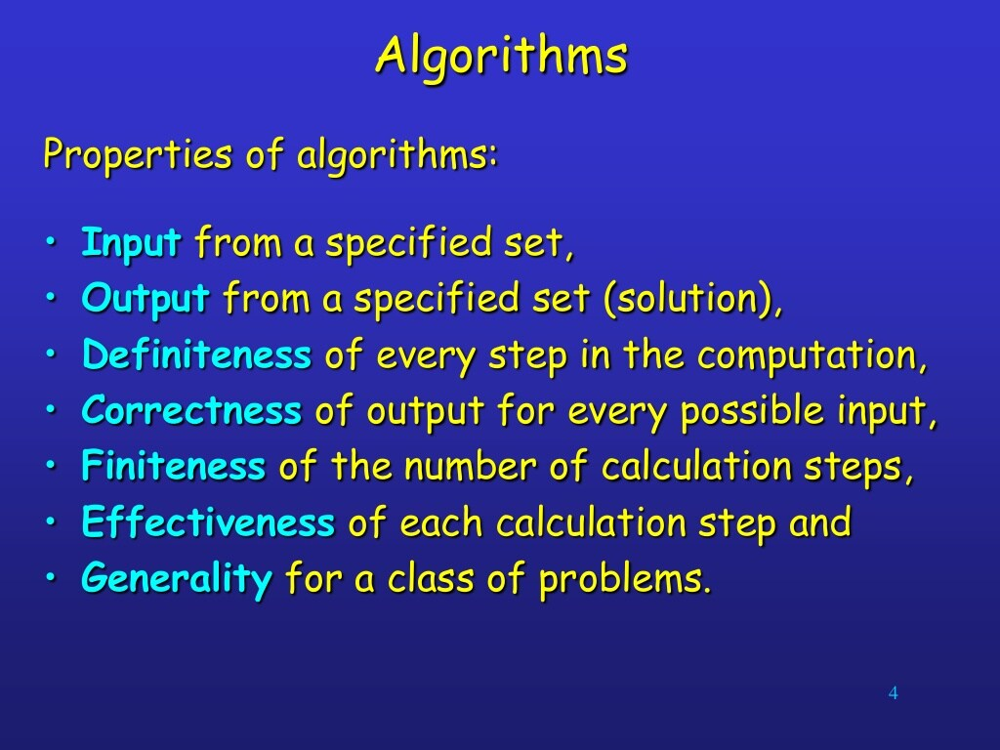 Algorithms
Properties of algorithms:
• Input from a specified set,
• Output from a specified set (solution),
• Definiteness of every step in the computation,
• Correctness of output for every possible input,
• Finiteness of the number of calculation steps,
• Effectiveness of each calculation step and
• Generality for a class of problems.
4